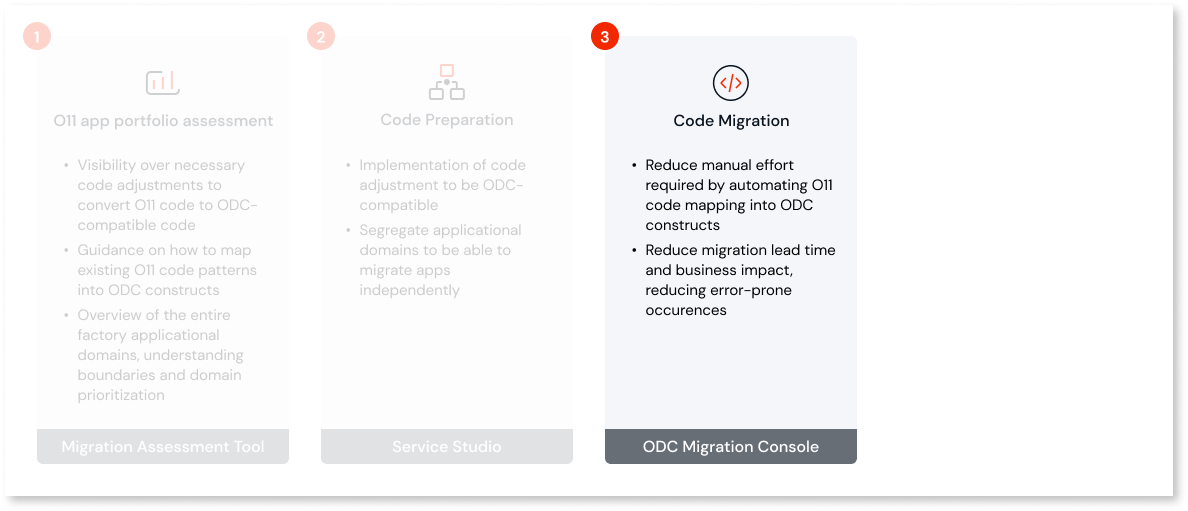 1
O11 app portfolio assessment
• Visibility over necessary
code adjustments to
convert O11 code to ODC-
compatible code
• Guidance on how to map
existing O11 code patterns
into ODC constructs
• Overview of the entire
factory applicational
domains, understanding
boundaries and domain
prioritization
Migration Assessment Tool
2
Code Preparation
• Implementation of code
adjustment to be ODC-
compatible
• Segregate applicational
domains to be able to
migrate apps
independently
Service Studio
3
Code Migration
• Reduce manual effort
required by automating O11
code mapping into ODC
constructs
• Reduce migration lead time
and business impact,
reducing error-prone
occurences
ODC Migration Console